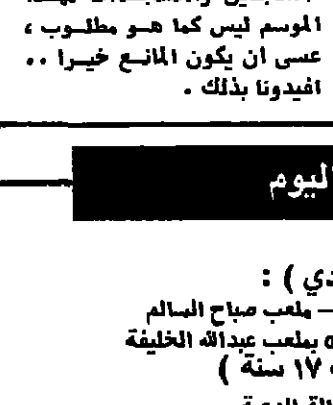 الموسم ليس كما هو مطلوب ،
عسى ان يكون المانع خيرا ..
افيدونا بذلك .
اليوم
— ملعب صباح السالم
بملعب عبدالله الخليفة
١٧ سنة )